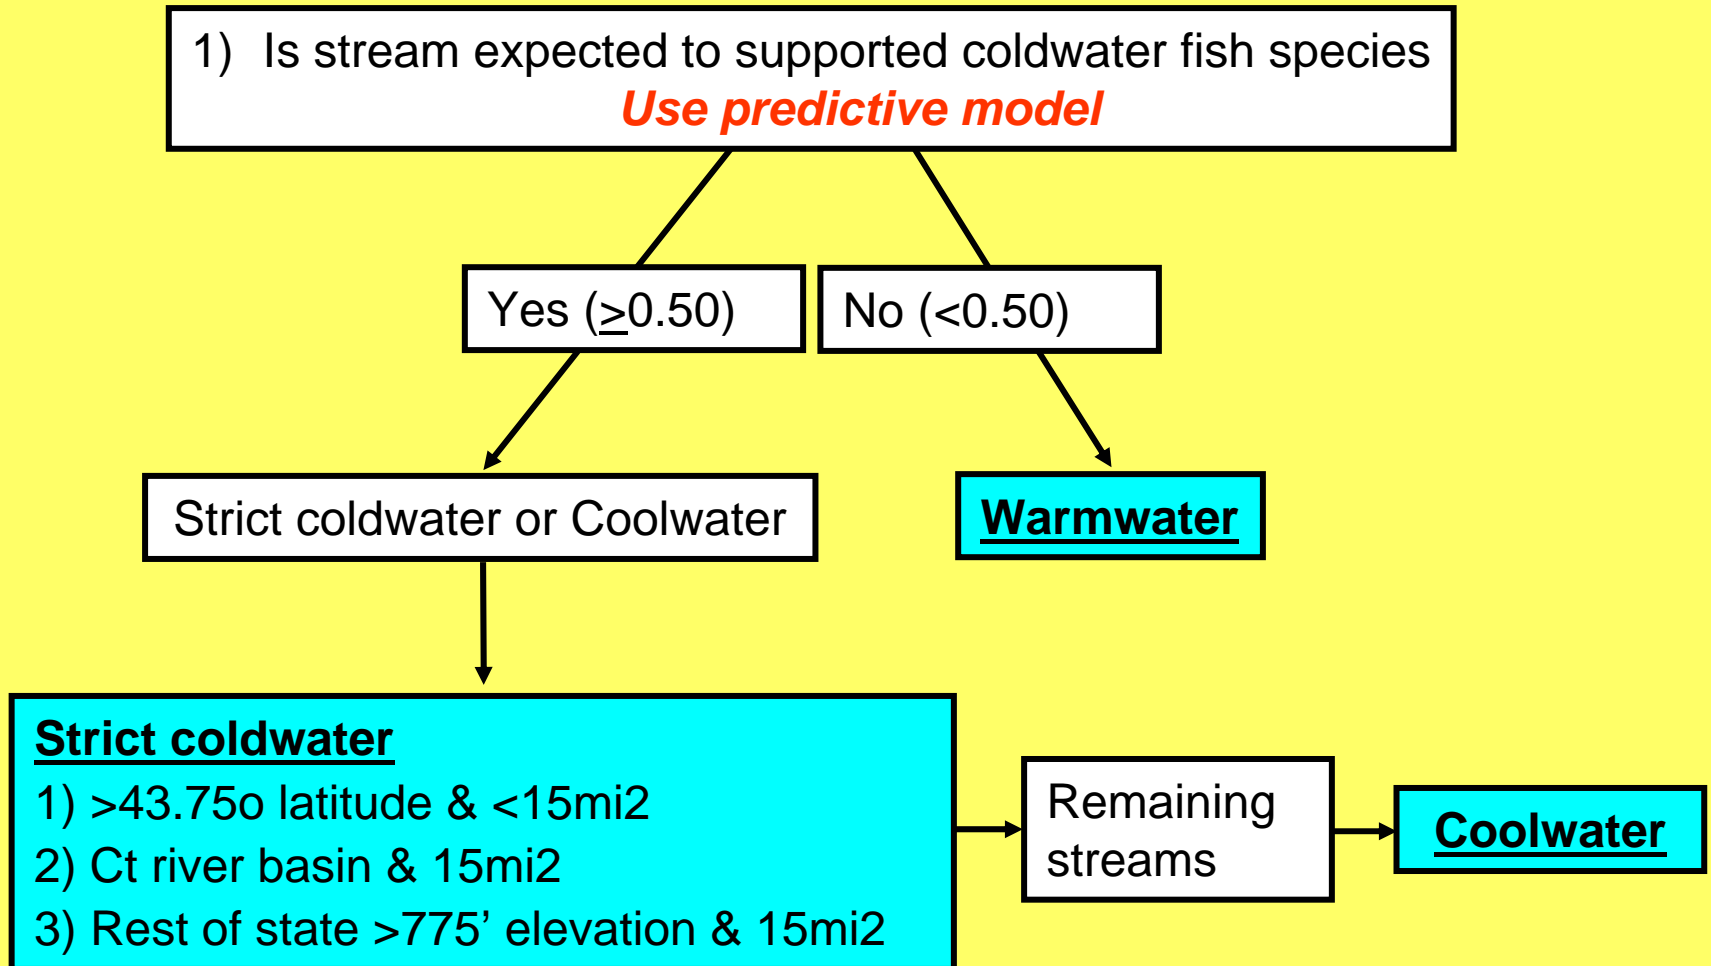 1) Is stream expected to supported coldwater fish species
Use predictive model
Yes (≥0.50)
No (<0.50)
Strict coldwater or Coolwater
Warmwater
Strict coldwater
1) >43.75o latitude & <15mi2
2) Ct river basin & 15mi2
3) Rest of state >775’ elevation & 15mi2
Remaining
streams
Coolwater